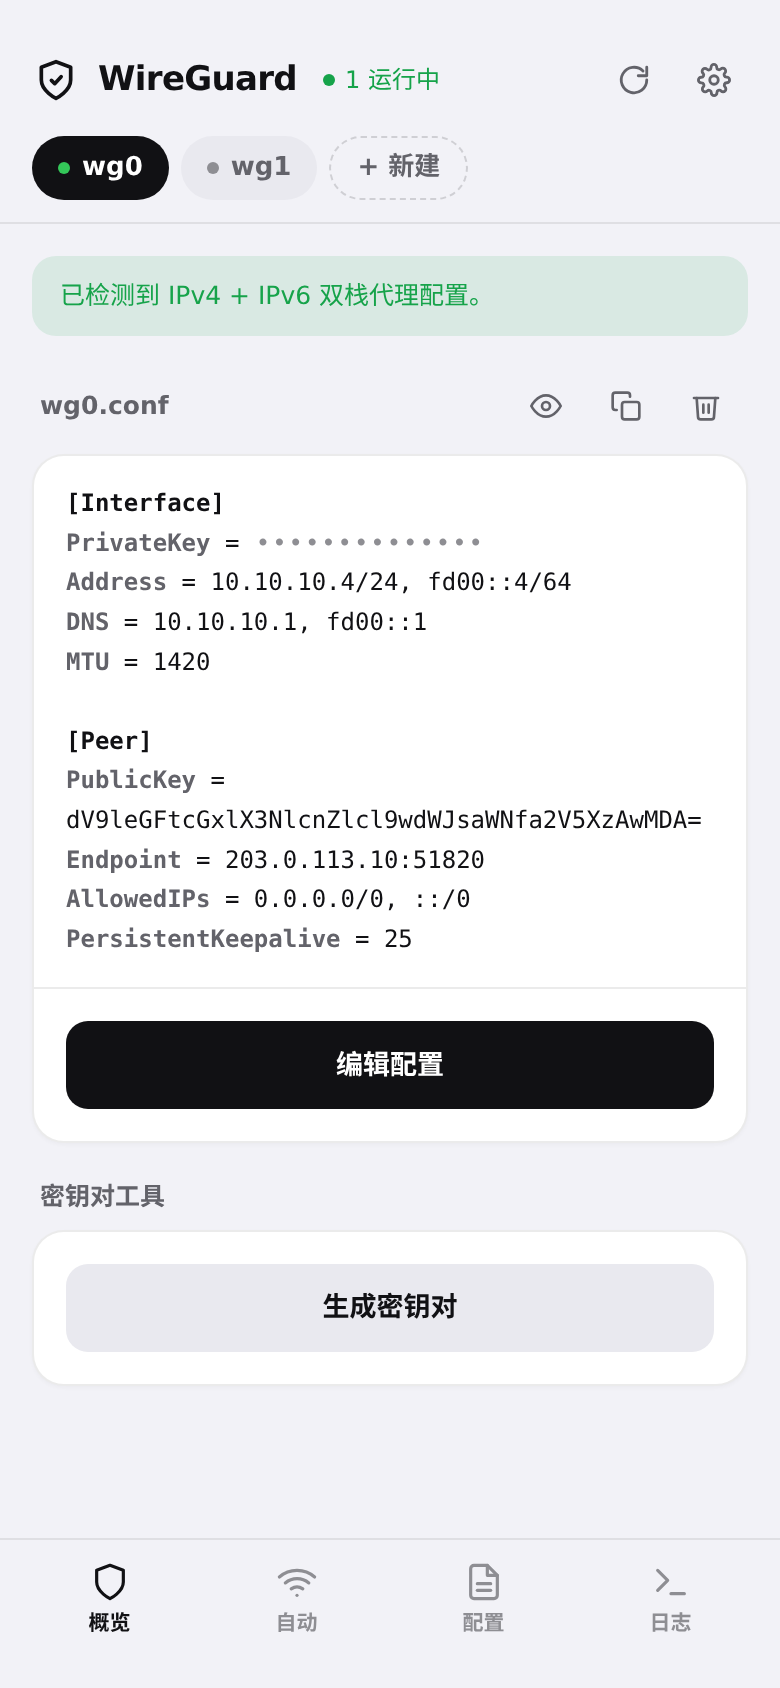 WireGuard
1 运行中
wg0
wg1
+ 新建
已检测到 IPv4 + IPv6 双栈代理配置。
wg0.conf
[Interface]
PrivateKey = ••••••••••••••
Address = 10.10.10.4/24, fd00::4/64
DNS = 10.10.10.1, fd00::1
MTU = 1420
[Peer]
PublicKey =
dV9leGFtcGxlX3NlcnZlcl9wdWJsaWNfa2V5XzAwMDA=
Endpoint = 203.0.113.10:51820
AllowedIPs = 0.0.0.0/0, ::/0
PersistentKeepalive = 25
编辑配置
密钥对工具
生成密钥对
概览
自动
配置
日志